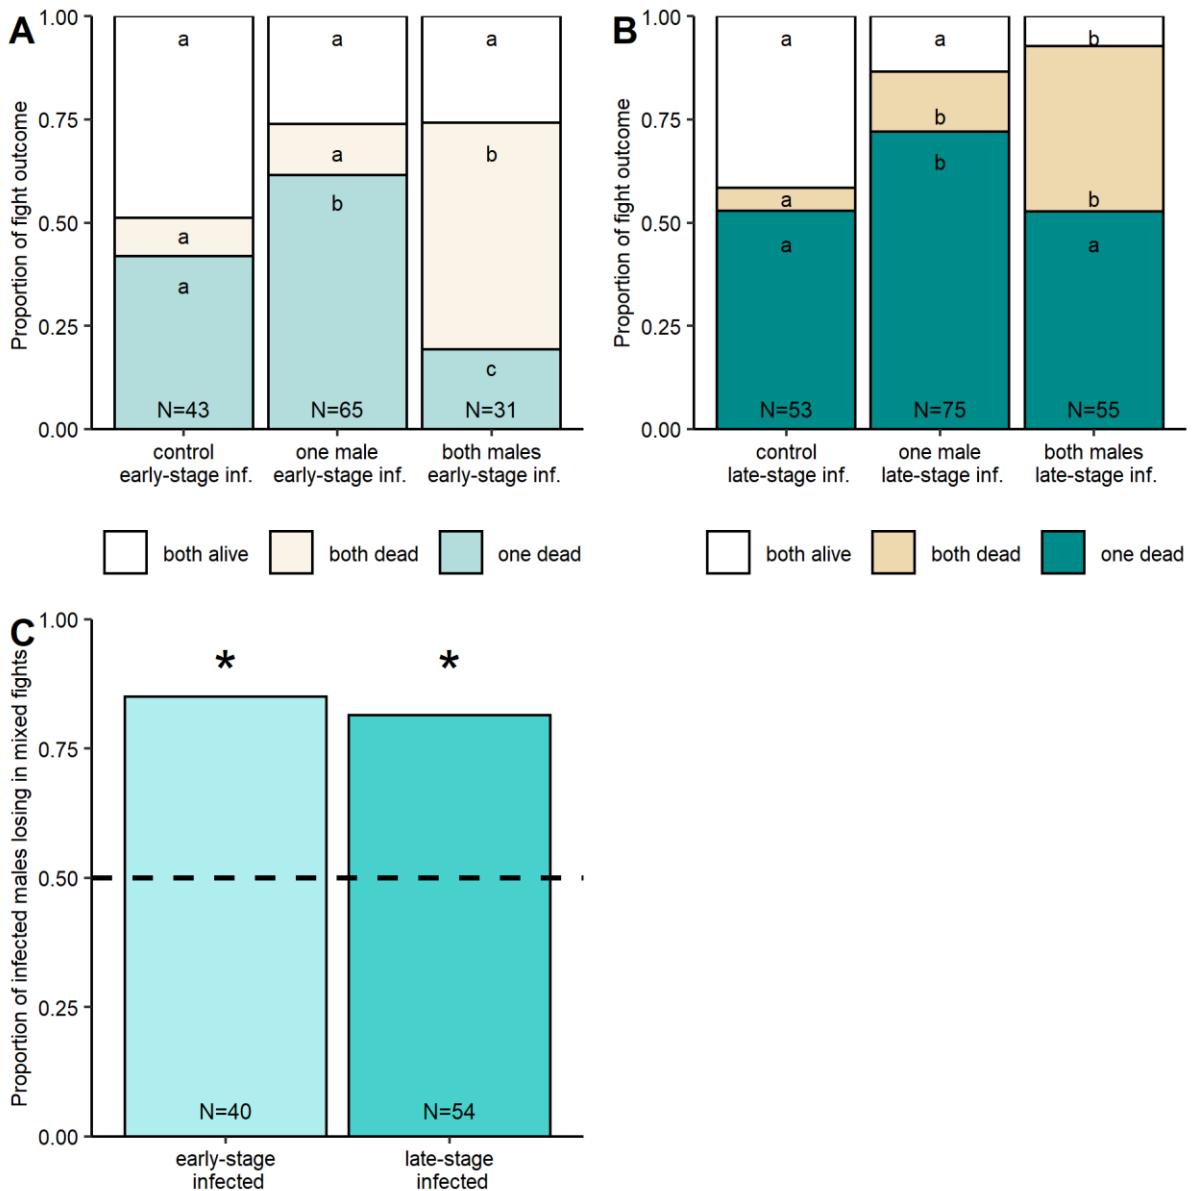 A
Proportion of fight outcome
1.00
0.75
0.50
0.25
0.00
a
a
a
a
a
b
a
b
c
N=43
N=65
N=31
control
early-stage inf.
one male
early-stage inf.
both males
early-stage inf.
both alive
both dead
one dead
B
Proportion of fight outcome
1.00
0.75
0.50
0.25
0.00
a
a
a
a
b
b
b
b
a
N=53
N=75
N=55
control
late-stage inf.
one male
late-stage inf.
both males
late-stage inf.
both alive
both dead
one dead
C
Proportion of infected males losing in mixed fights
1.00
0.75
0.50
0.25
0.00
*
*
N=40
N=54
early-stage
infected
late-stage
infected